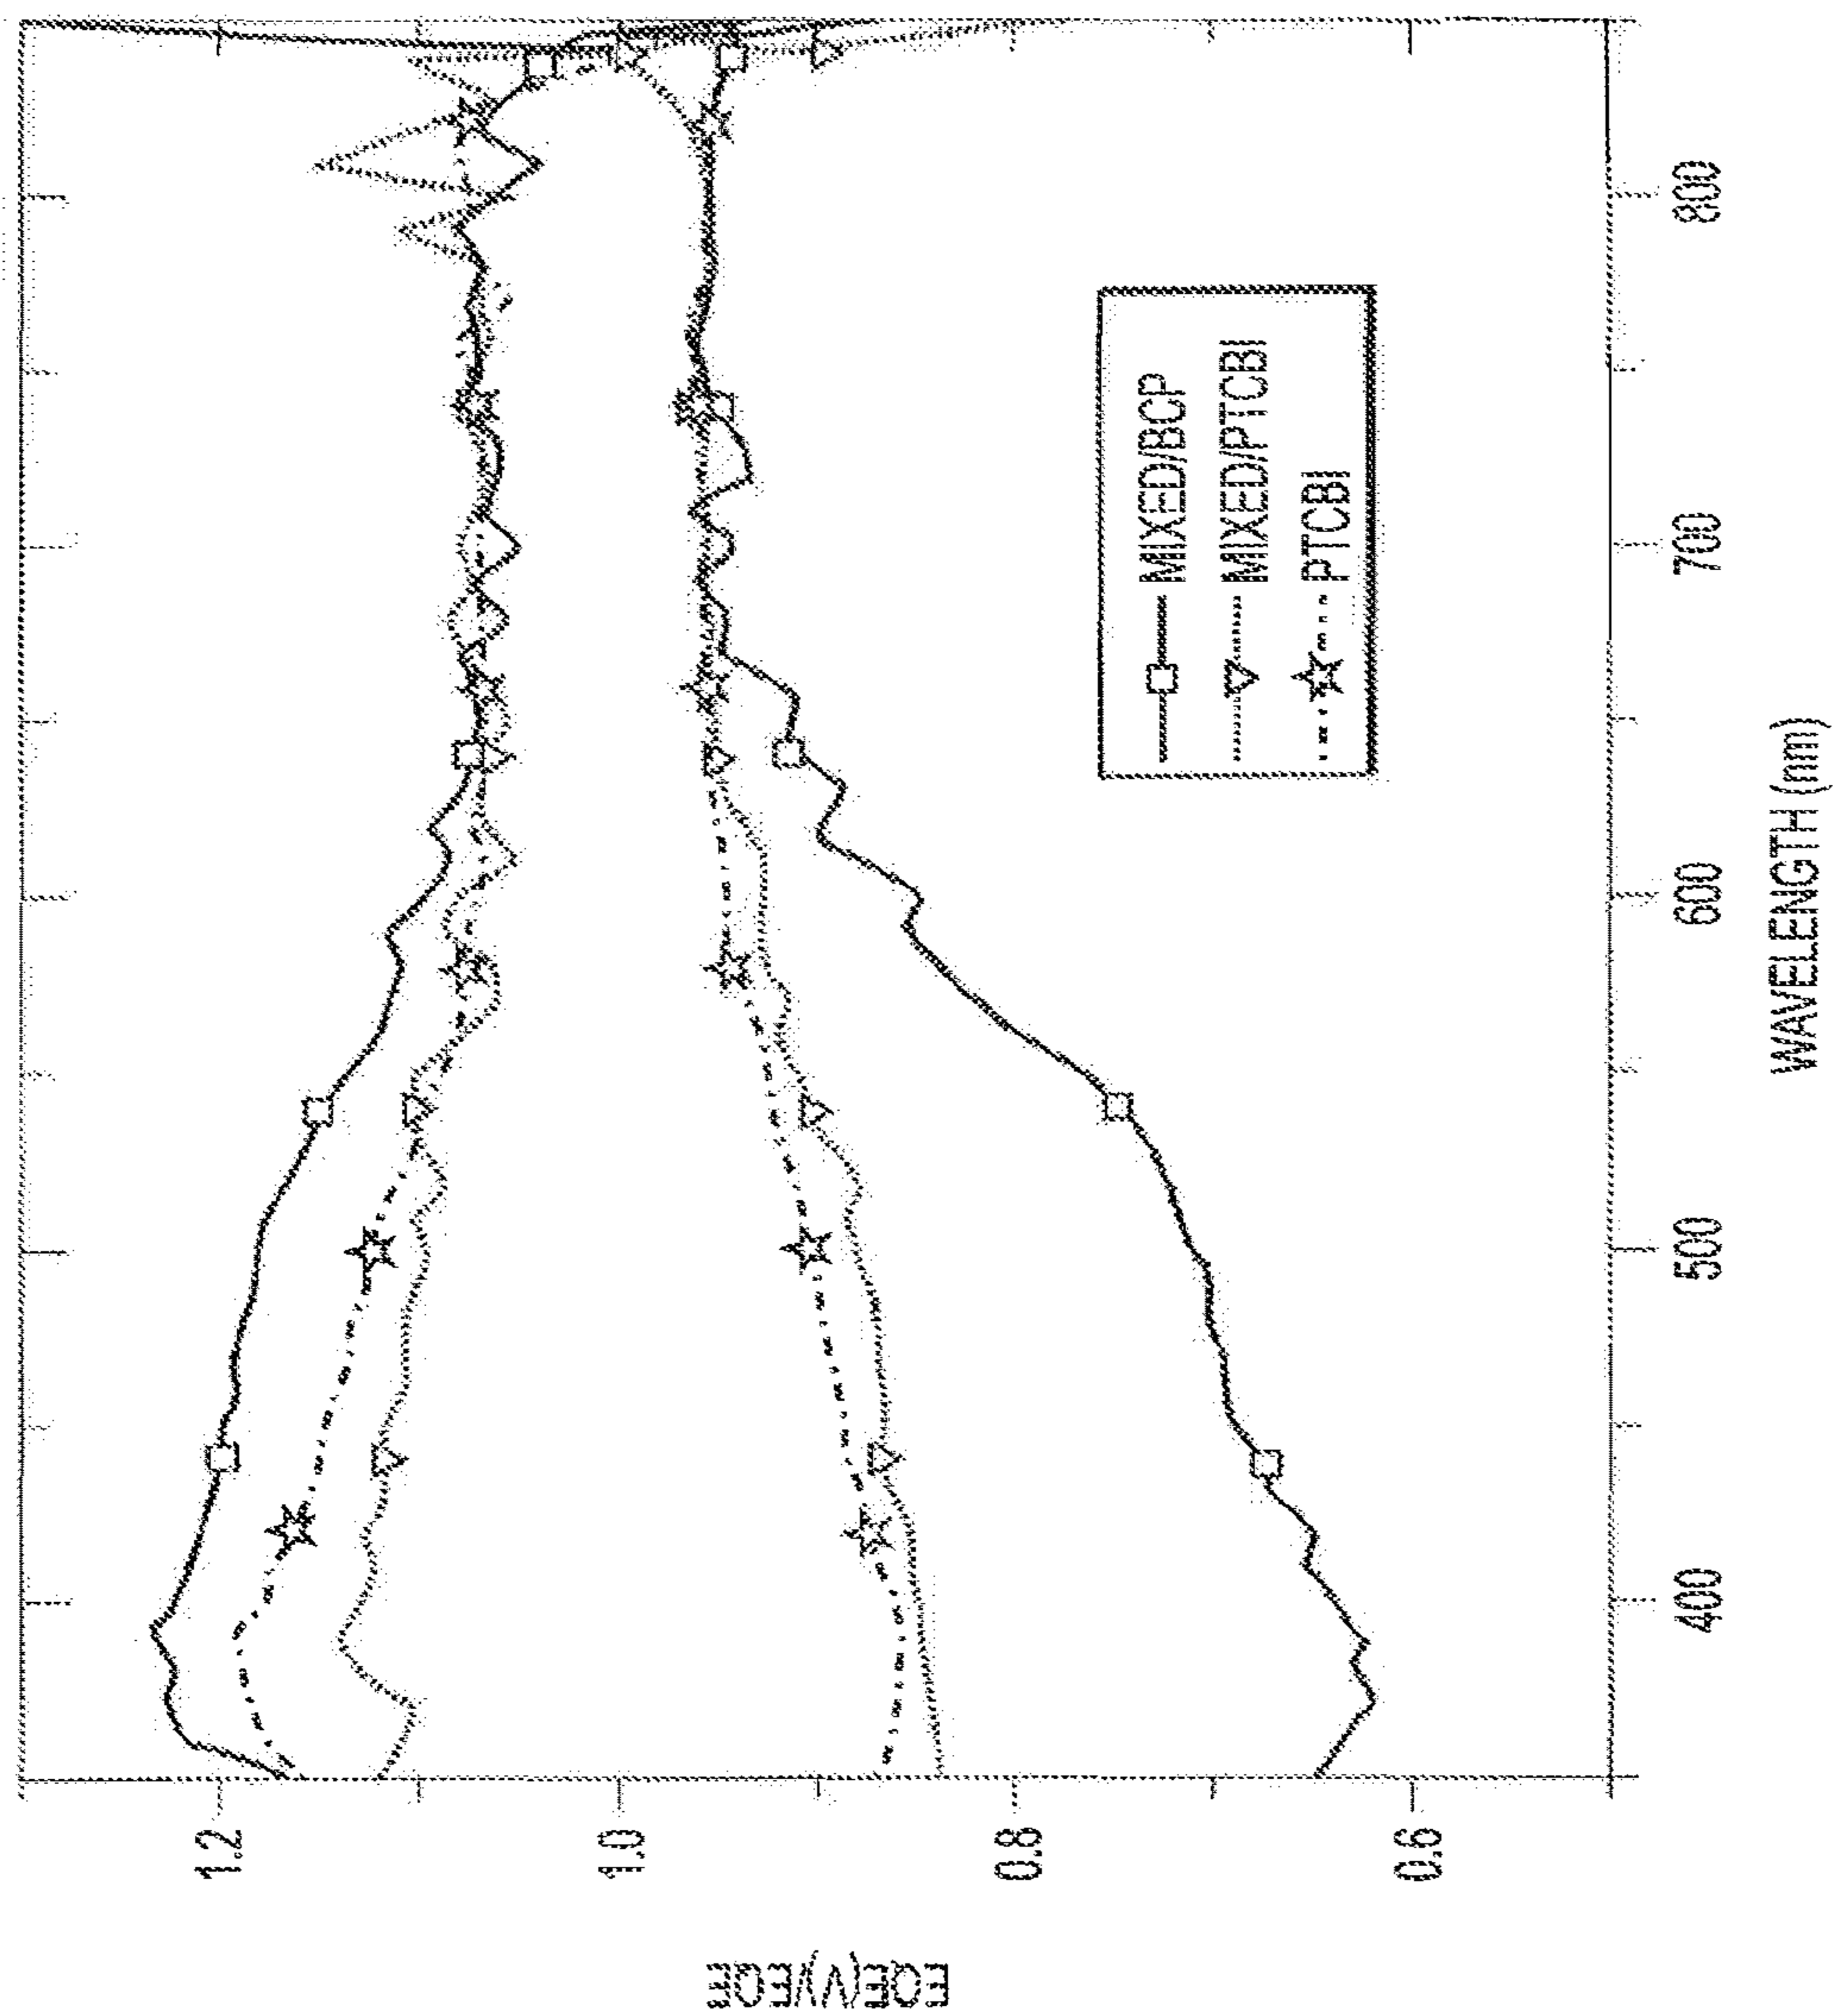 EQE(V)/EQE
1.2
1.0
0.8
0.6
400
500
600
700
800
WAVELENGTH (nm)
MIXED/BCP
MIXED/PTCBI
PTCBI